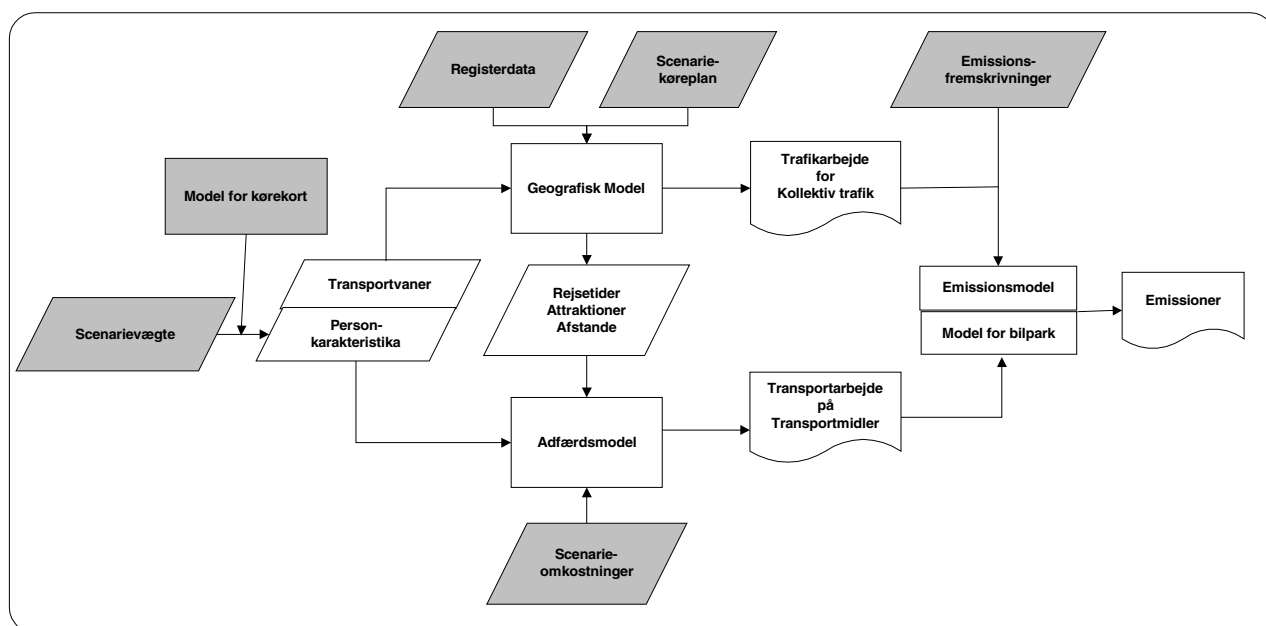 Registerdata
Scenarie-
køreplan
Emissions-
fremskrivninger
Model for kørekort
Geografisk Model
Trafikarbejde
for
Kollektiv trafik
Transportvaner
Rejsetider
Attraktioner
Afstande
Emissionsmodel
Emissioner
Scenarievægte
Person-
karakteristika
Model for bilpark
Adfærdsmodel
Transportarbejde
på
Transportmidler
Scenarie-
omkostninger